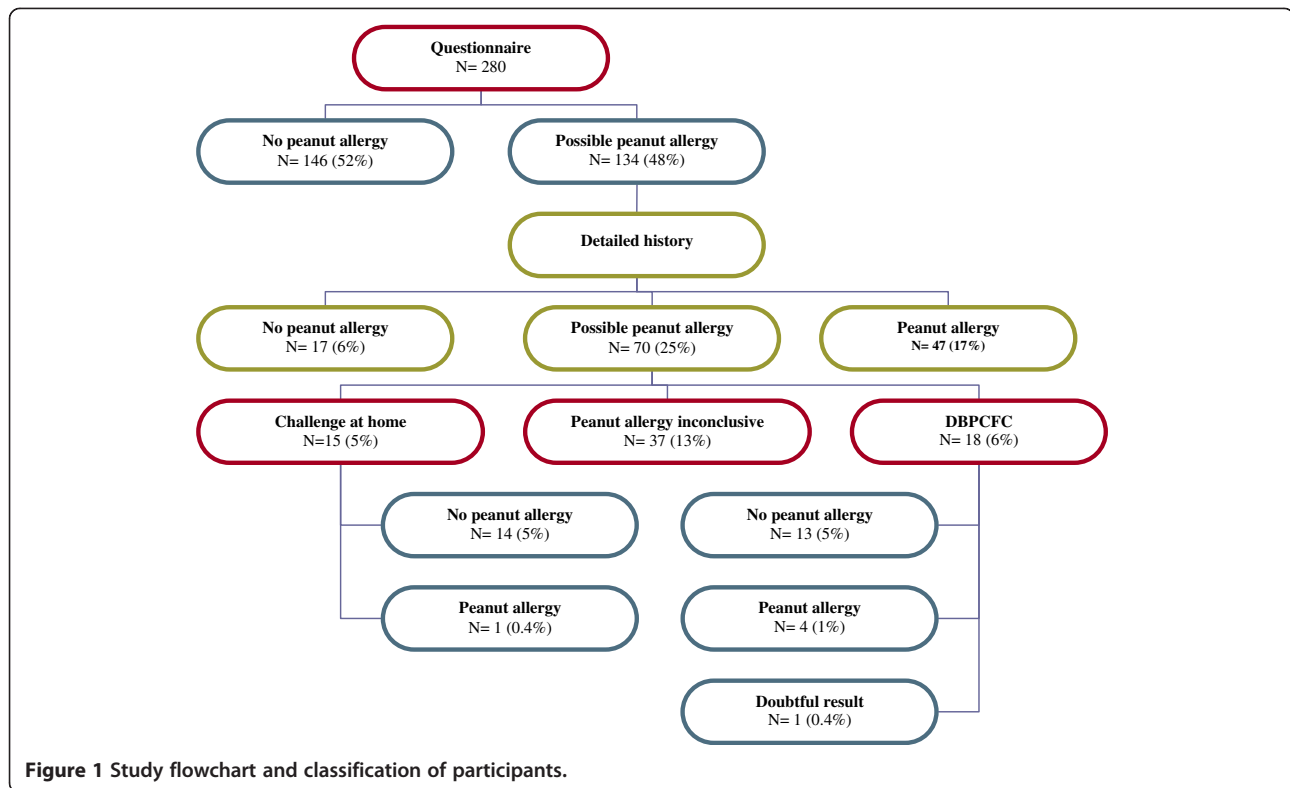 Questionnaire
N= 280
No peanut allergy
N= 146 (52%)
Possible peanut allergy
N= 134 (48%)
Detailed history
No peanut allergy
N= 17 (6%)
Possible peanut allergy
N= 70 (25%)
Peanut allergy
N= 47 (17%)
Challenge at home
N=15 (5%)
Peanut allergy inconclusive
N= 37 (13%)
DBPCFC
N= 18 (6%)
No peanut allergy
N= 14 (5%)
No peanut allergy
N= 13 (5%)
Peanut allergy
N= 1 (0.4%)
Peanut allergy
N= 4 (1%)
Doubtful result
N= 1 (0.4%)
Figure 1 Study flowchart and classification of participants.